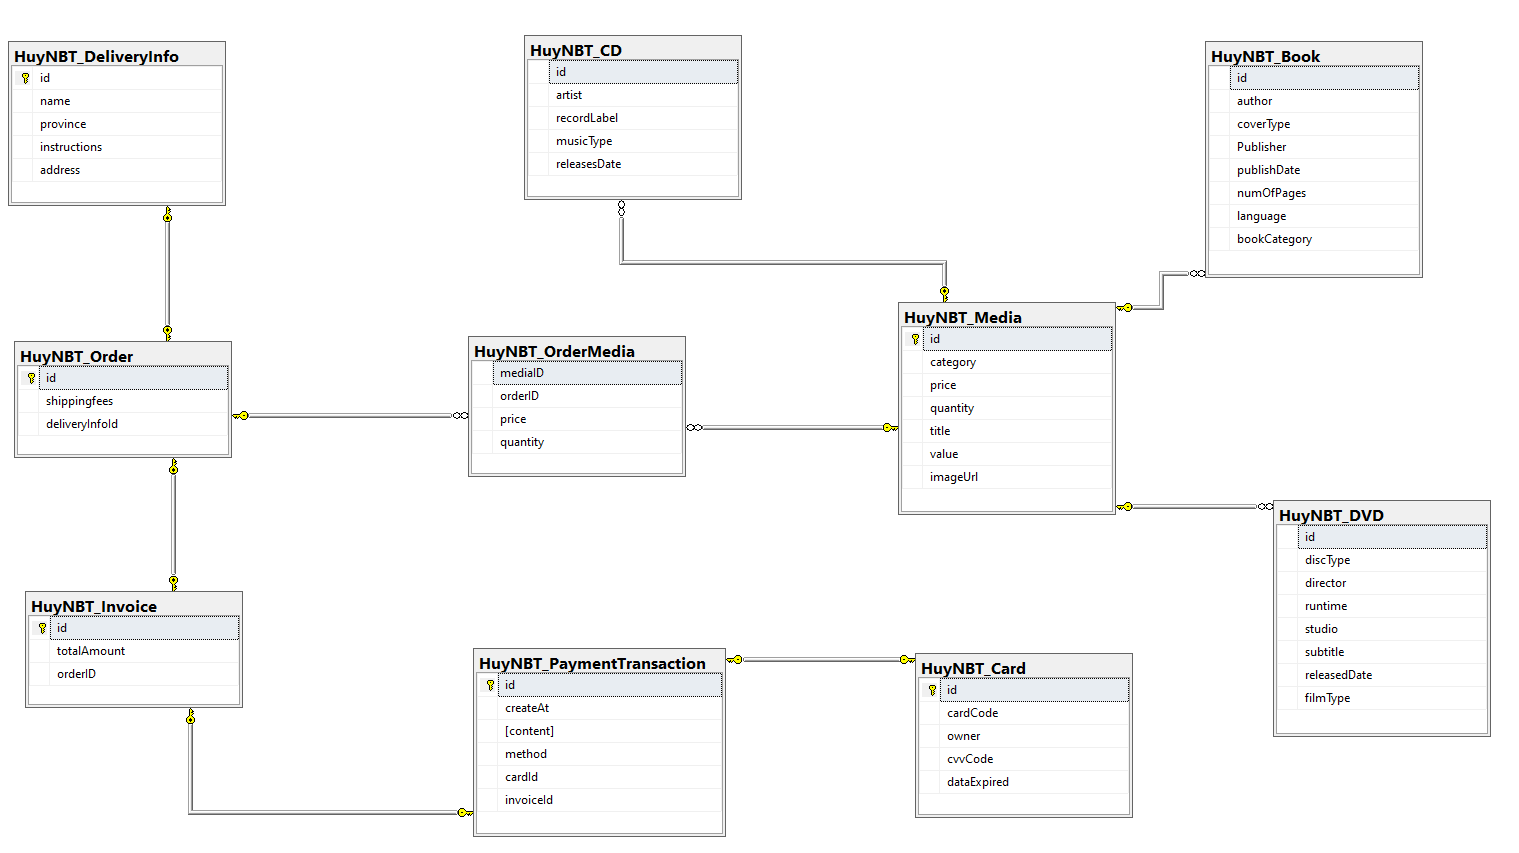 HuyNBT_DeliveryInfo
id
name
province
instructions
address
HuyNBT_CD
id
artist
recordLabel
musicType
releasesDate
HuyNBT_Book
id
author
coverType
Publisher
publishDate
numOfPages
language
bookCategory
HuyNBT_Order
id
shippingfees
deliveryInfoId
HuyNBT_OrderMedia
mediaID
orderID
price
quantity
HuyNBT_Media
id
category
price
quantity
title
value
imageUrl
HuyNBT_DVD
id
discType
director
runtime
studio
subtitle
releasedDate
filmType
HuyNBT_Invoice
id
totalAmount
orderID
HuyNBT_PaymentTransaction
id
createAt
[content]
method
cardId
invoiceId
HuyNBT_Card
id
cardCode
owner
cvvCode
dataExpired